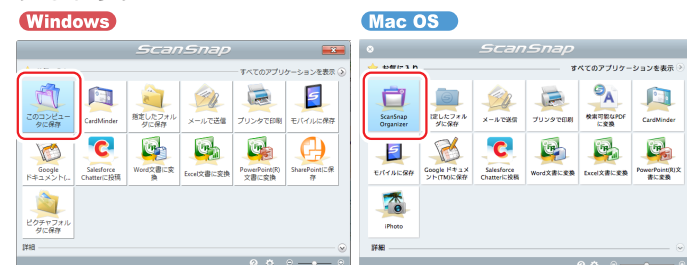 Windows
Mac OS
ScanSnap
すべてのアプリケーションを表示
このコンピュー
タに保存
CardMinder
指定したフォル
ダに保存
メールで送信
プリンタで印刷
モバイルに保存
Google
ドキュメント(...
Salesforce
Chatterに投稿
Word文書に変
換
Excel文書に変換
PowerPoint(R)
文書に変換
SharePointに保
存
ピクチャフォル
ダに保存
詳細
ScanSnap
お気に入り
すべてのアプリケーションを表示
ScanSnap
Organizer
指定したフォル
ダに保存
メールで送信
プリンタで印刷
検索可能なPDF
に変換
CardMinder
モバイルに保存
Google ドキュメ
ント(TM)に保存
Salesforce
Chatterに投稿
Word文書に変換
Excel文書に変換
PowerPoint(R)文
書に変換
iPhoto
詳細